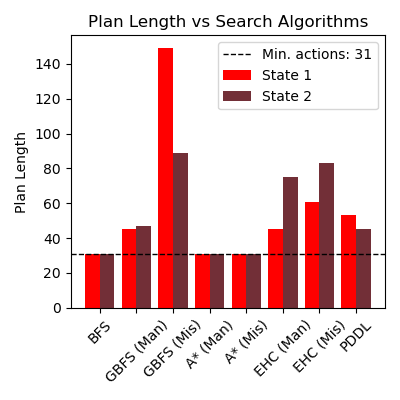 Plan Length vs Search Algorithms
Min. actions: 31
State 1
State 2
Plan Length
140
120
100
80
60
40
20
0
BFS
GBFS (Man)
GBFS (Mis)
A* (Man)
A* (Mis)
EHC (Man)
EHC (Mis)
PDDL